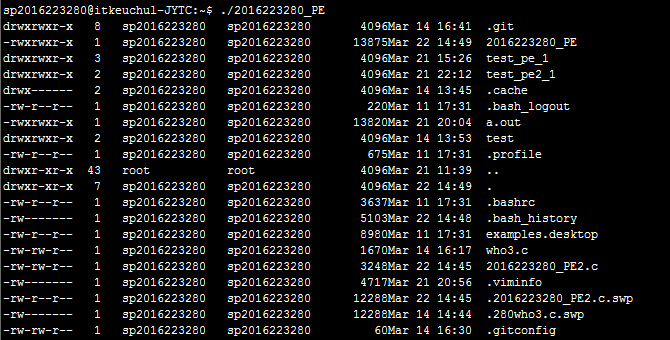 sp2016223280@itkeuchul-JYTC:~$ ./2016223280_PE
drwxrwxr-x 8 sp2016223280 sp2016223280 4096Mar 14 16:41 .git
-rwxrwxr-x 1 sp2016223280 sp2016223280 13875Mar 22 14:49 2016223280_PE
drwxrwxr-x 3 sp2016223280 sp2016223280 4096Mar 21 15:26 test_pe_1
drwxrwxr-x 2 sp2016223280 sp2016223280 4096Mar 21 22:12 test_pe2_1
drwx------ 2 sp2016223280 sp2016223280 4096Mar 14 13:45 .cache
-rw-r--r-- 1 sp2016223280 sp2016223280 220Mar 11 17:31 .bash_logout
-rwxrwxr-x 1 sp2016223280 sp2016223280 13820Mar 21 20:04 a.out
drwxrwxr-x 2 sp2016223280 sp2016223280 4096Mar 14 13:53 test
-rw-r--r-- 1 sp2016223280 sp2016223280 675Mar 11 17:31 .profile
drwxr-xr-x 43 root root 4096Mar 21 11:39 ..
drwxr-xr-x 7 sp2016223280 sp2016223280 4096Mar 22 14:49 .
-rw-r--r-- 1 sp2016223280 sp2016223280 3637Mar 11 17:31 .bashrc
-rw------- 1 sp2016223280 sp2016223280 5103Mar 22 14:48 .bash_history
-rw-r--r-- 1 sp2016223280 sp2016223280 8980Mar 11 17:31 examples.desktop
-rw-rw-r-- 1 sp2016223280 sp2016223280 1670Mar 14 16:17 who3.c
-rw-rw-r-- 1 sp2016223280 sp2016223280 3248Mar 22 14:45 2016223280_PE2.c
-rw------- 1 sp2016223280 sp2016223280 4717Mar 21 20:56 .viminfo
-rw------- 1 sp2016223280 sp2016223280 12288Mar 22 14:45 .2016223280_PE2.c.swp
-rw-rw-r-- 1 sp2016223280 sp2016223280 12288Mar 14 14:44 .280who3.c.swp
-rw-rw-r-- 1 sp2016223280 sp2016223280 60Mar 14 16:30 .gitconfig